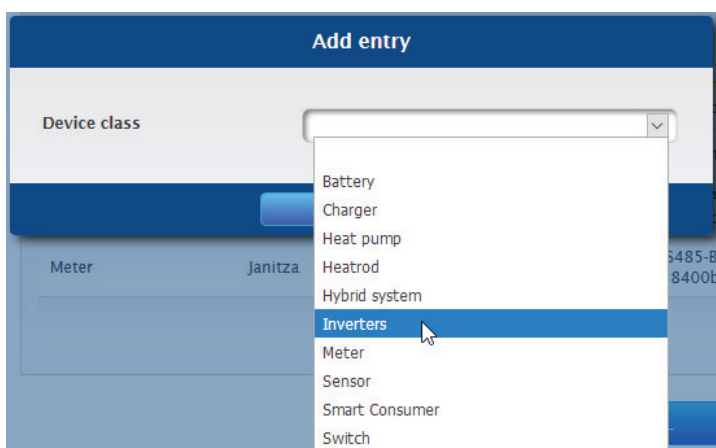 Add entry
Device class
Battery
Charger
Heat pump
Heatrod
Hybrid system
Inverters
Meter
Sensor
Smart Consumer
Switch
Meter Janitza
8400